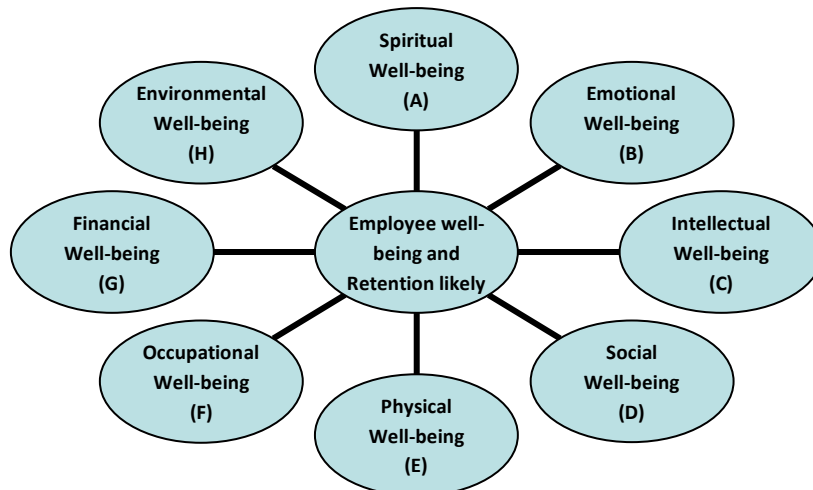 Spiritual
Well-being
(A)
Environmental
Well-being
(H)
Emotional
Well-being
(B)
Financial
Well-being
(G)
Employee well-
being and
Retention likely
Intellectual
Well-being
(C)
Occupational
Well-being
(F)
Social
Well-being
(D)
Physical
Well-being
(E)